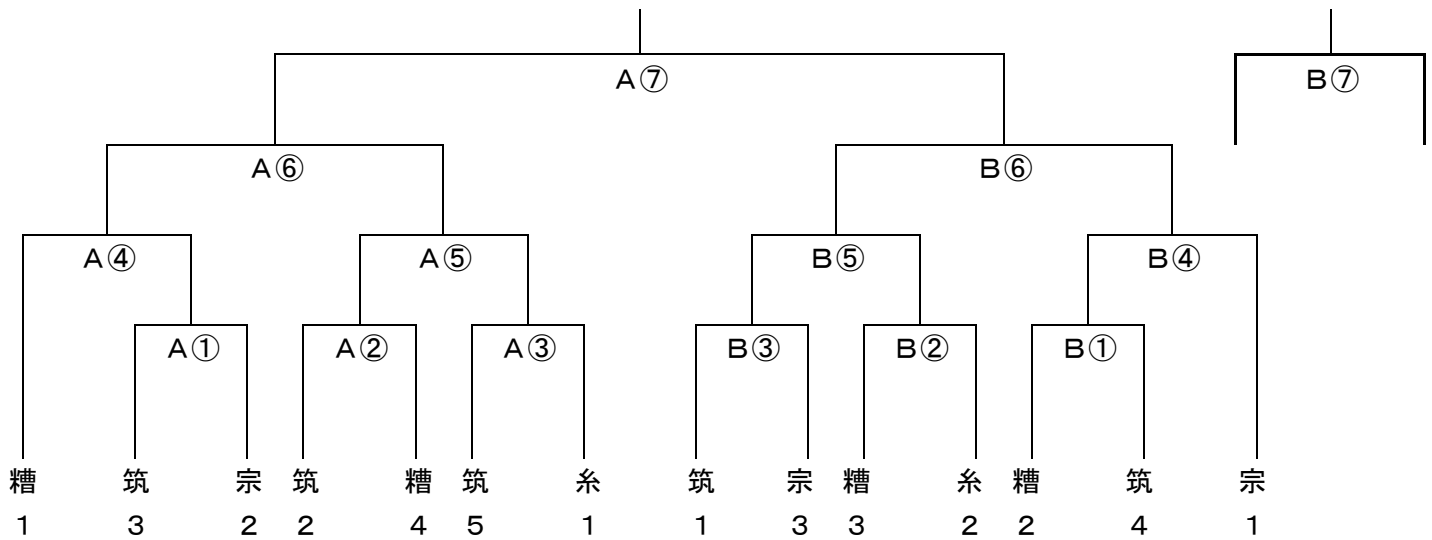 A⑦ B⑦
A⑥ B⑥
A④ A⑤ B⑤ B④
A① A② A③ B③ B② B①
糟 筑 宗 筑 糟 筑 糸 筑 宗 糟 糸 糟 筑 宗
1 3 2 2 4 5 1 1 3 3 2 2 4 1